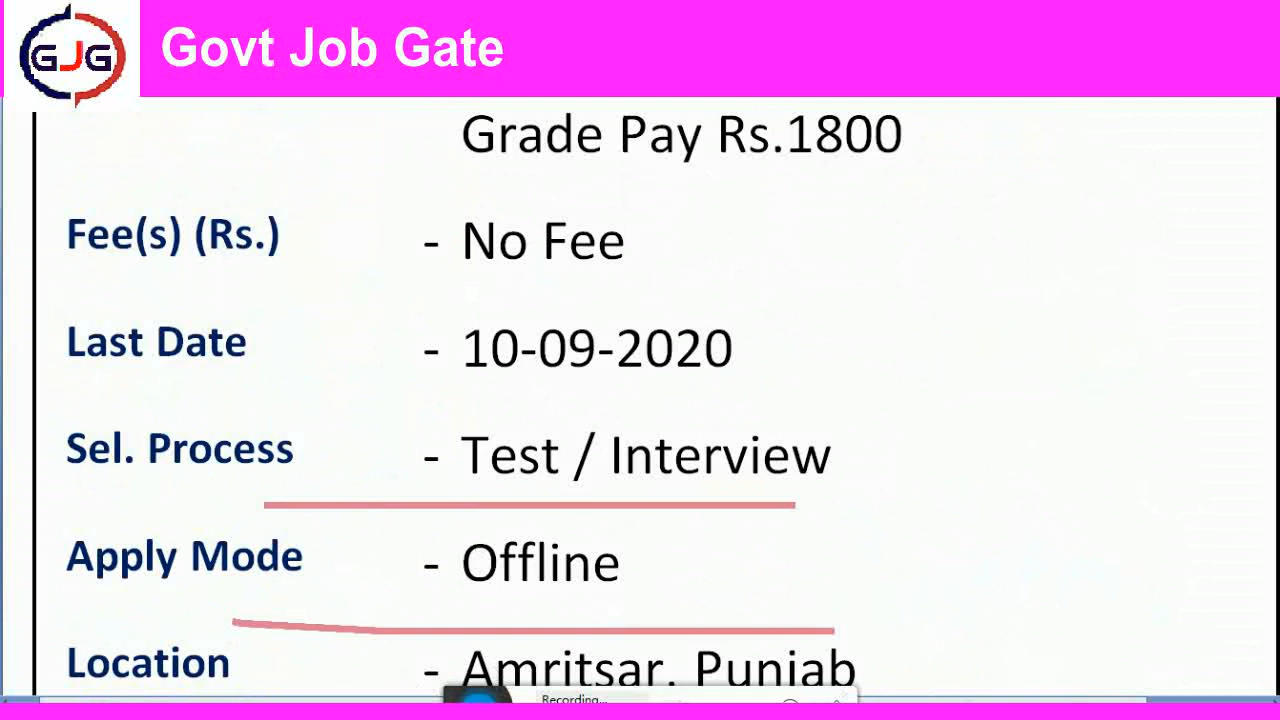 GJG
Govt Job Gate
Grade Pay Rs.1800
Fee(s) (Rs.) - No Fee
Last Date - 10-09-2020
Sel. Process - Test / Interview
Apply Mode - Offline
Location - Amritsar, Punjab
Recording...